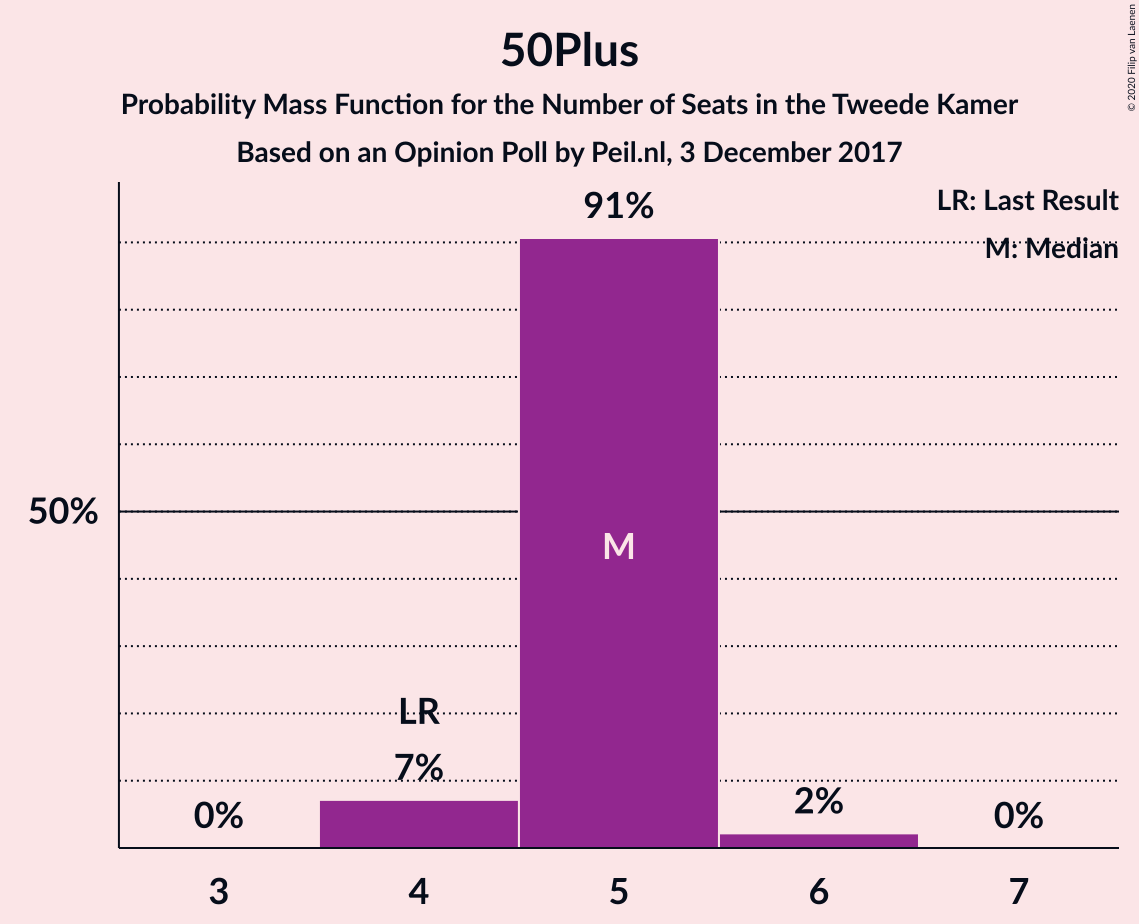 50Plus
Probability Mass Function for the Number of Seats in the Tweede Kamer
Based on an Opinion Poll by Peil.nl, 3 December 2017
© 2020 Filip van Laenen
LR: Last Result
M: Median
91%
50%
M
LR
7%
0%
2%
0%
3 4 5 6 7